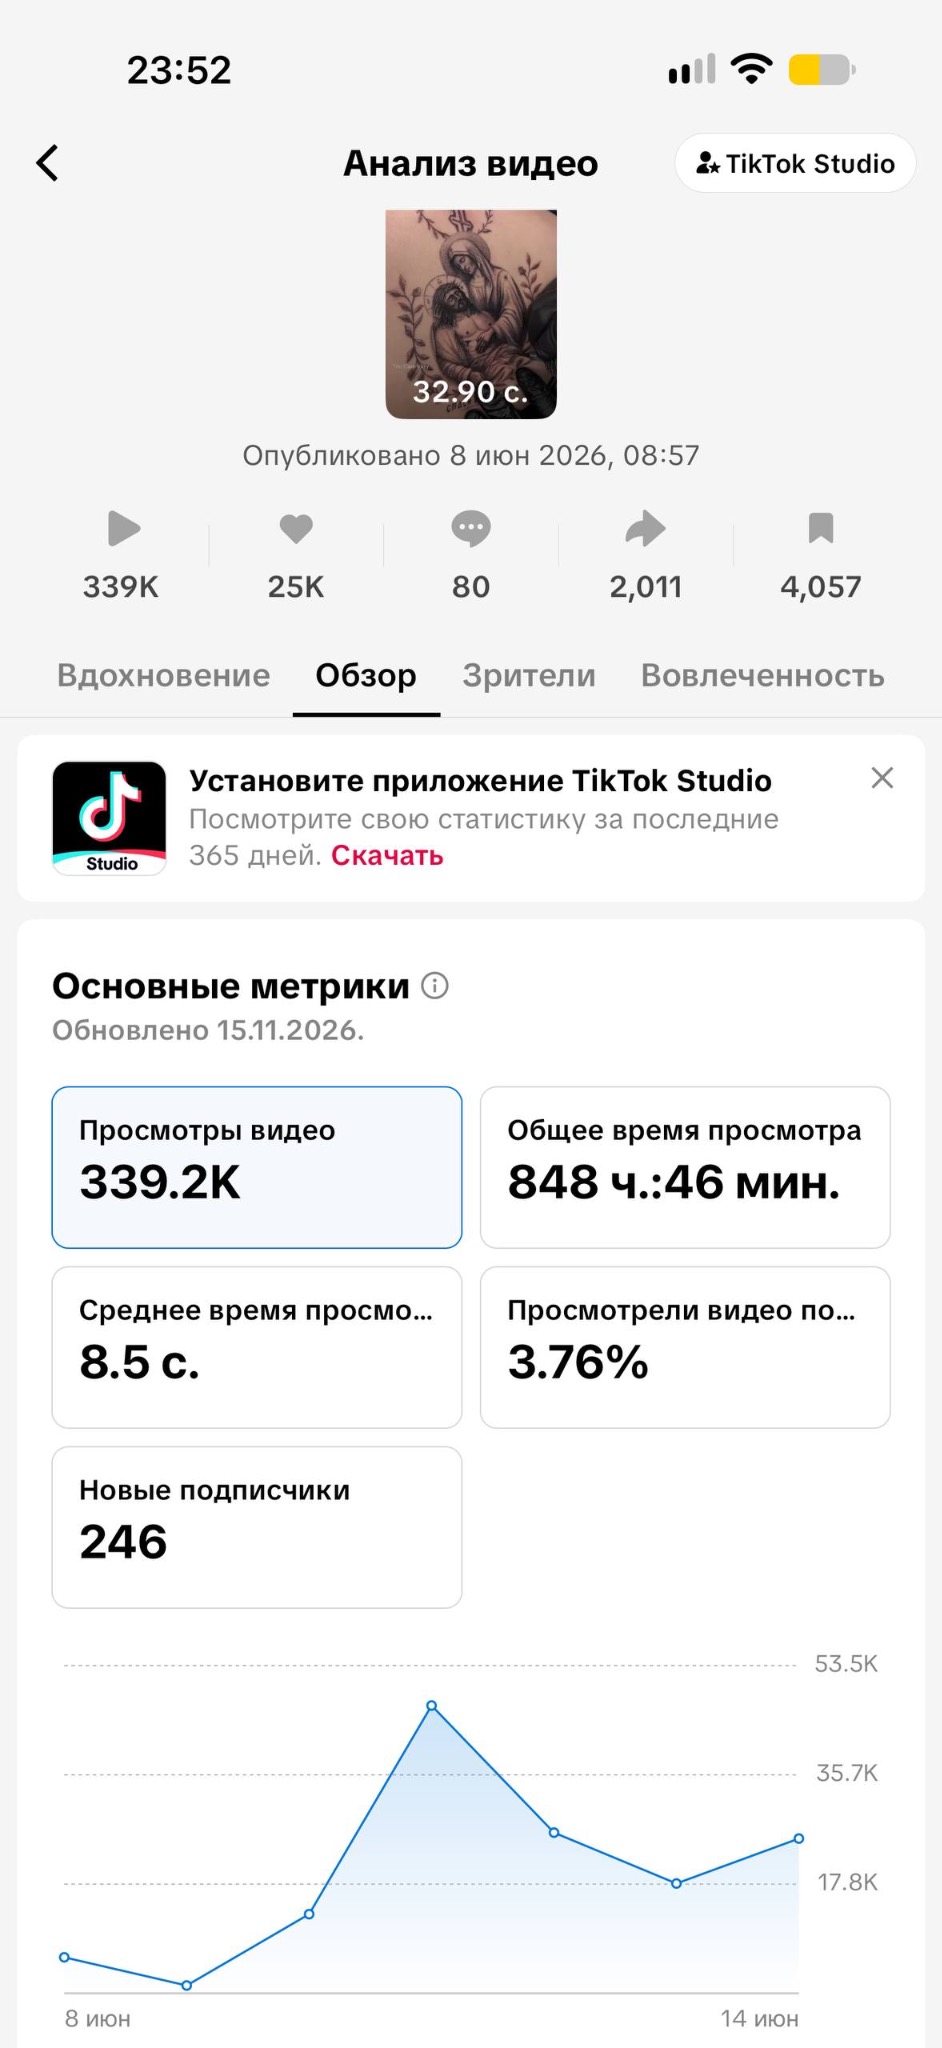 23:52
Анализ видео
TikTok Studio
32.90 с.
Опубликовано 8 июн 2026, 08:57
339K
25K
80
2,011
4,057
Вдохновение
Обзор
Зрители
Вовлеченность
Studio
Установите приложение TikTok Studio
Посмотрите свою статистику за последние
365 дней. Скачать
Основные метрики
Обновлено 15.11.2026.
Просмотры видео
339.2K
Общее время просмотра
848 ч.:46 мин.
Среднее время просмо...
8.5 с.
Просмотрели видео по...
3.76%
Новые подписчики
246
53.5K
35.7K
17.8K
8 июн
14 июн